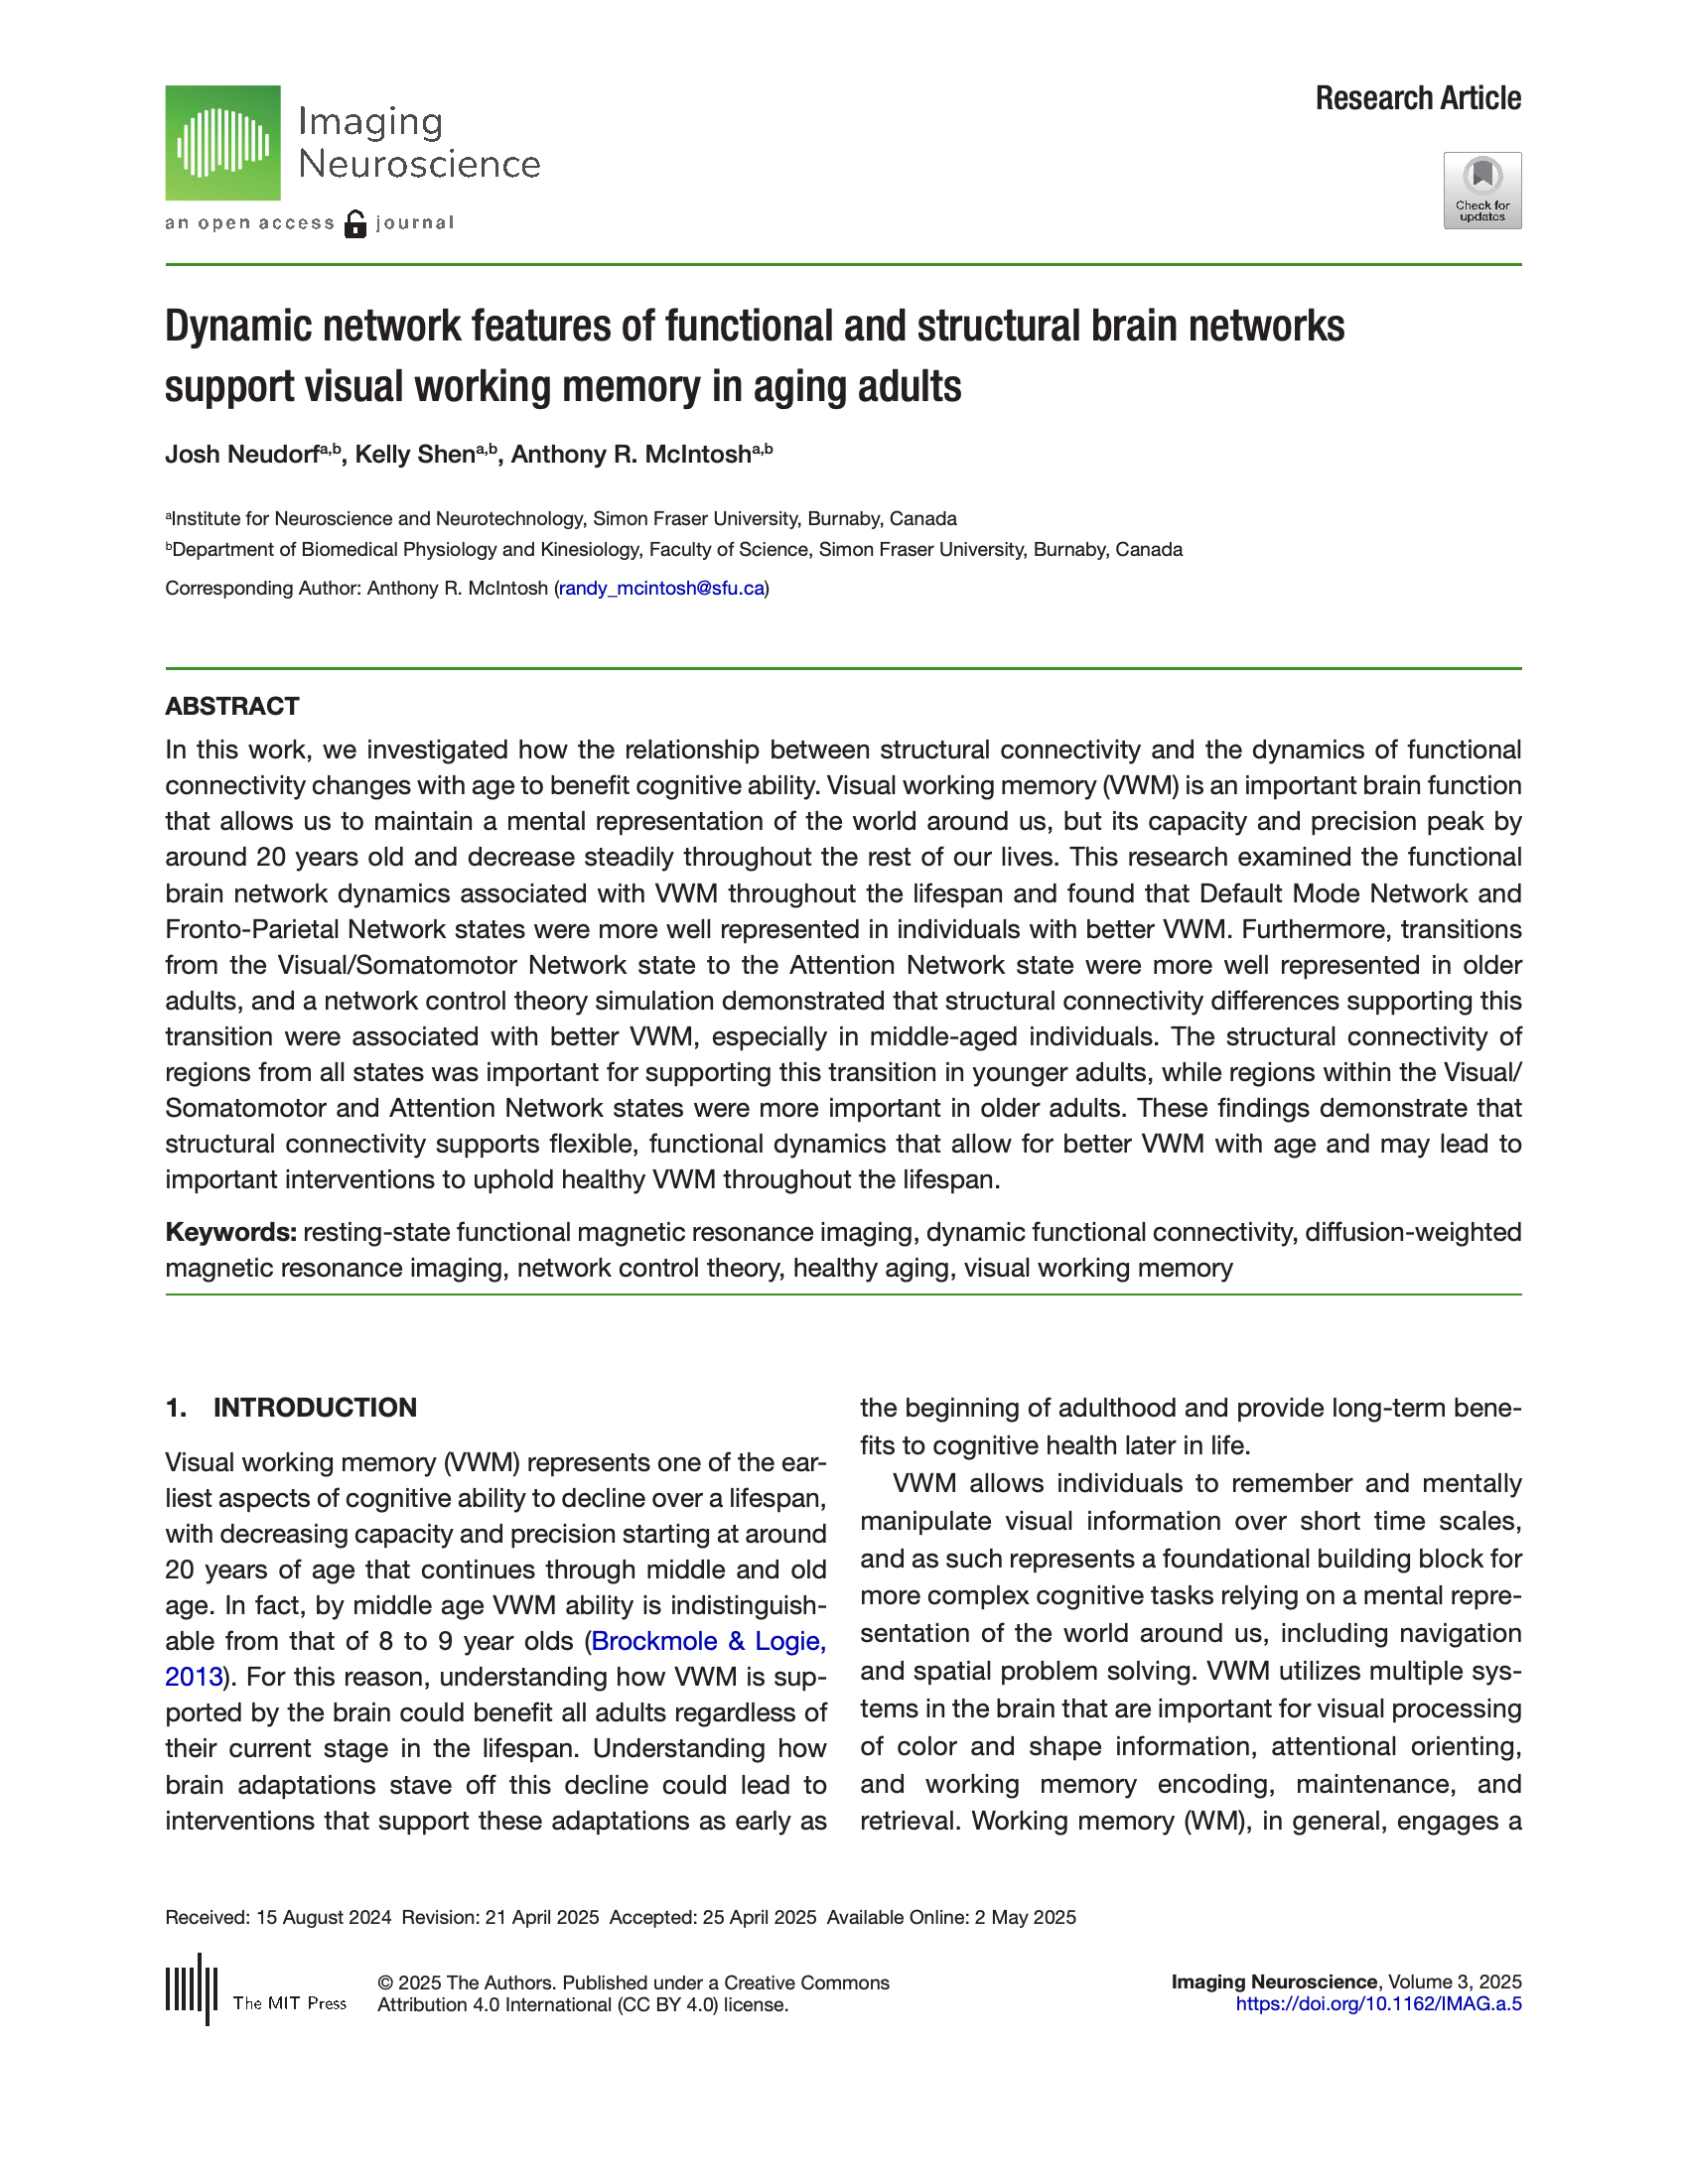 Imaging
Neuroscience
an open access journal
Research Article
Check for
updates
Dynamic network features of functional and structural brain networks
support visual working memory in aging adults
Josh Neudorfa,b, Kelly Shena,b, Anthony R. McIntosha,b
aInstitute for Neuroscience and Neurotechnology, Simon Fraser University, Burnaby, Canada
bDepartment of Biomedical Physiology and Kinesiology, Faculty of Science, Simon Fraser University, Burnaby, Canada
Corresponding Author: Anthony R. McIntosh (randy_mcintosh@sfu.ca)
ABSTRACT
In this work, we investigated how the relationship between structural connectivity and the dynamics of functional
connectivity changes with age to benefit cognitive ability. Visual working memory (VWM) is an important brain function
that allows us to maintain a mental representation of the world around us, but its capacity and precision peak by
around 20 years old and decrease steadily throughout the rest of our lives. This research examined the functional
brain network dynamics associated with VWM throughout the lifespan and found that Default Mode Network and
Fronto-Parietal Network states were more well represented in individuals with better VWM. Furthermore, transitions
from the Visual/Somatomotor Network state to the Attention Network state were more well represented in older
adults, and a network control theory simulation demonstrated that structural connectivity differences supporting this
transition were associated with better VWM, especially in middle-aged individuals. The structural connectivity of
regions from all states was important for supporting this transition in younger adults, while regions within the Visual/
Somatomotor and Attention Network states were more important in older adults. These findings demonstrate that
structural connectivity supports flexible, functional dynamics that allow for better VWM with age and may lead to
important interventions to uphold healthy VWM throughout the lifespan.
Keywords: resting-state functional magnetic resonance imaging, dynamic functional connectivity, diffusion-weighted
magnetic resonance imaging, network control theory, healthy aging, visual working memory
1. INTRODUCTION
Visual working memory (VWM) represents one of the ear-
liest aspects of cognitive ability to decline over a lifespan,
with decreasing capacity and precision starting at around
20 years of age that continues through middle and old
age. In fact, by middle age VWM ability is indistinguish-
able from that of 8 to 9 year olds (Brockmole & Logie,
2013). For this reason, understanding how VWM is sup-
ported by the brain could benefit all adults regardless of
their current stage in the lifespan. Understanding how
brain adaptations stave off this decline could lead to
interventions that support these adaptations as early as
the beginning of adulthood and provide long-term bene-
fits to cognitive health later in life.
VWM allows individuals to remember and mentally
manipulate visual information over short time scales,
and as such represents a foundational building block for
more complex cognitive tasks relying on a mental repre-
sentation of the world around us, including navigation
and spatial problem solving. VWM utilizes multiple sys-
tems in the brain that are important for visual processing
of color and shape information, attentional orienting,
and working memory encoding, maintenance, and
retrieval. Working memory (WM), in general, engages a
Received: 15 August 2024 Revision: 21 April 2025 Accepted: 25 April 2025 Available Online: 2 May 2025
The MIT Press
© 2025 The Authors. Published under a Creative Commons
Attribution 4.0 International (CC BY 4.0) license.
Imaging Neuroscience, Volume 3, 2025
https://doi.org/10.1162/IMAG.a.5